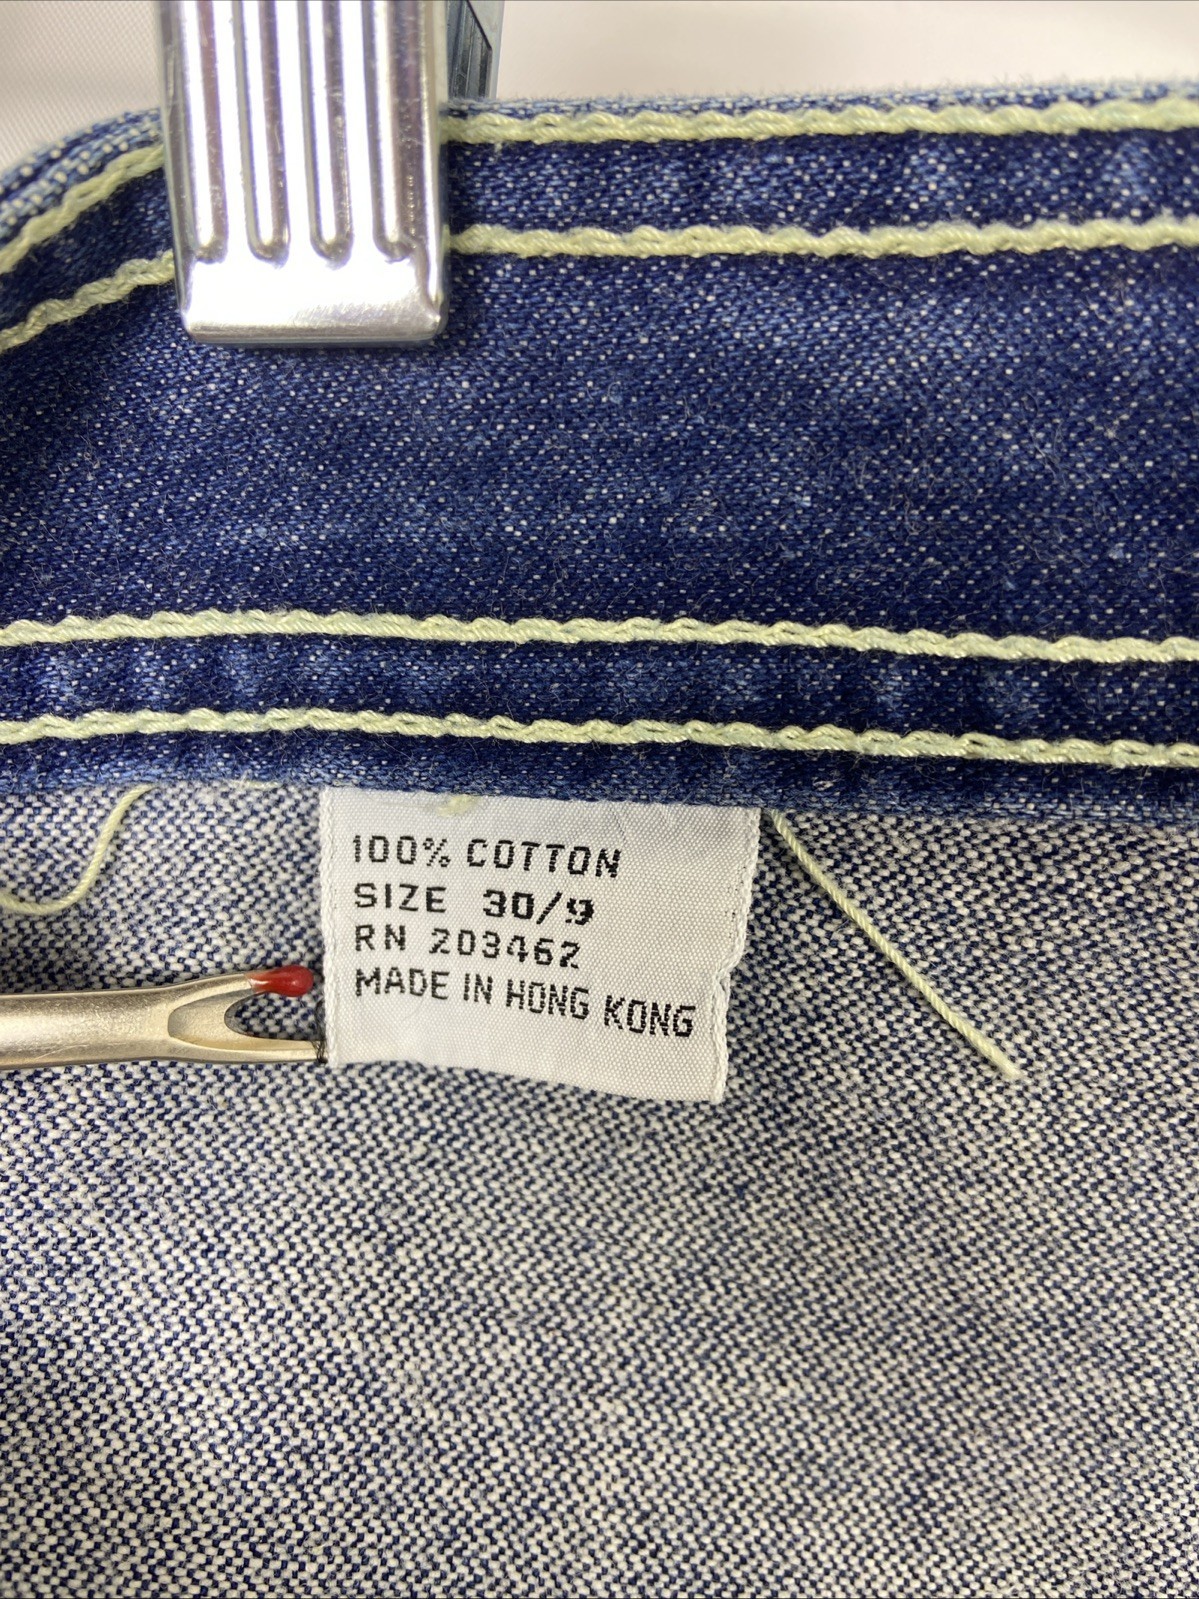 100% COTTON
SIZE 30/9
RN 203462
MADE IN HONG KONG